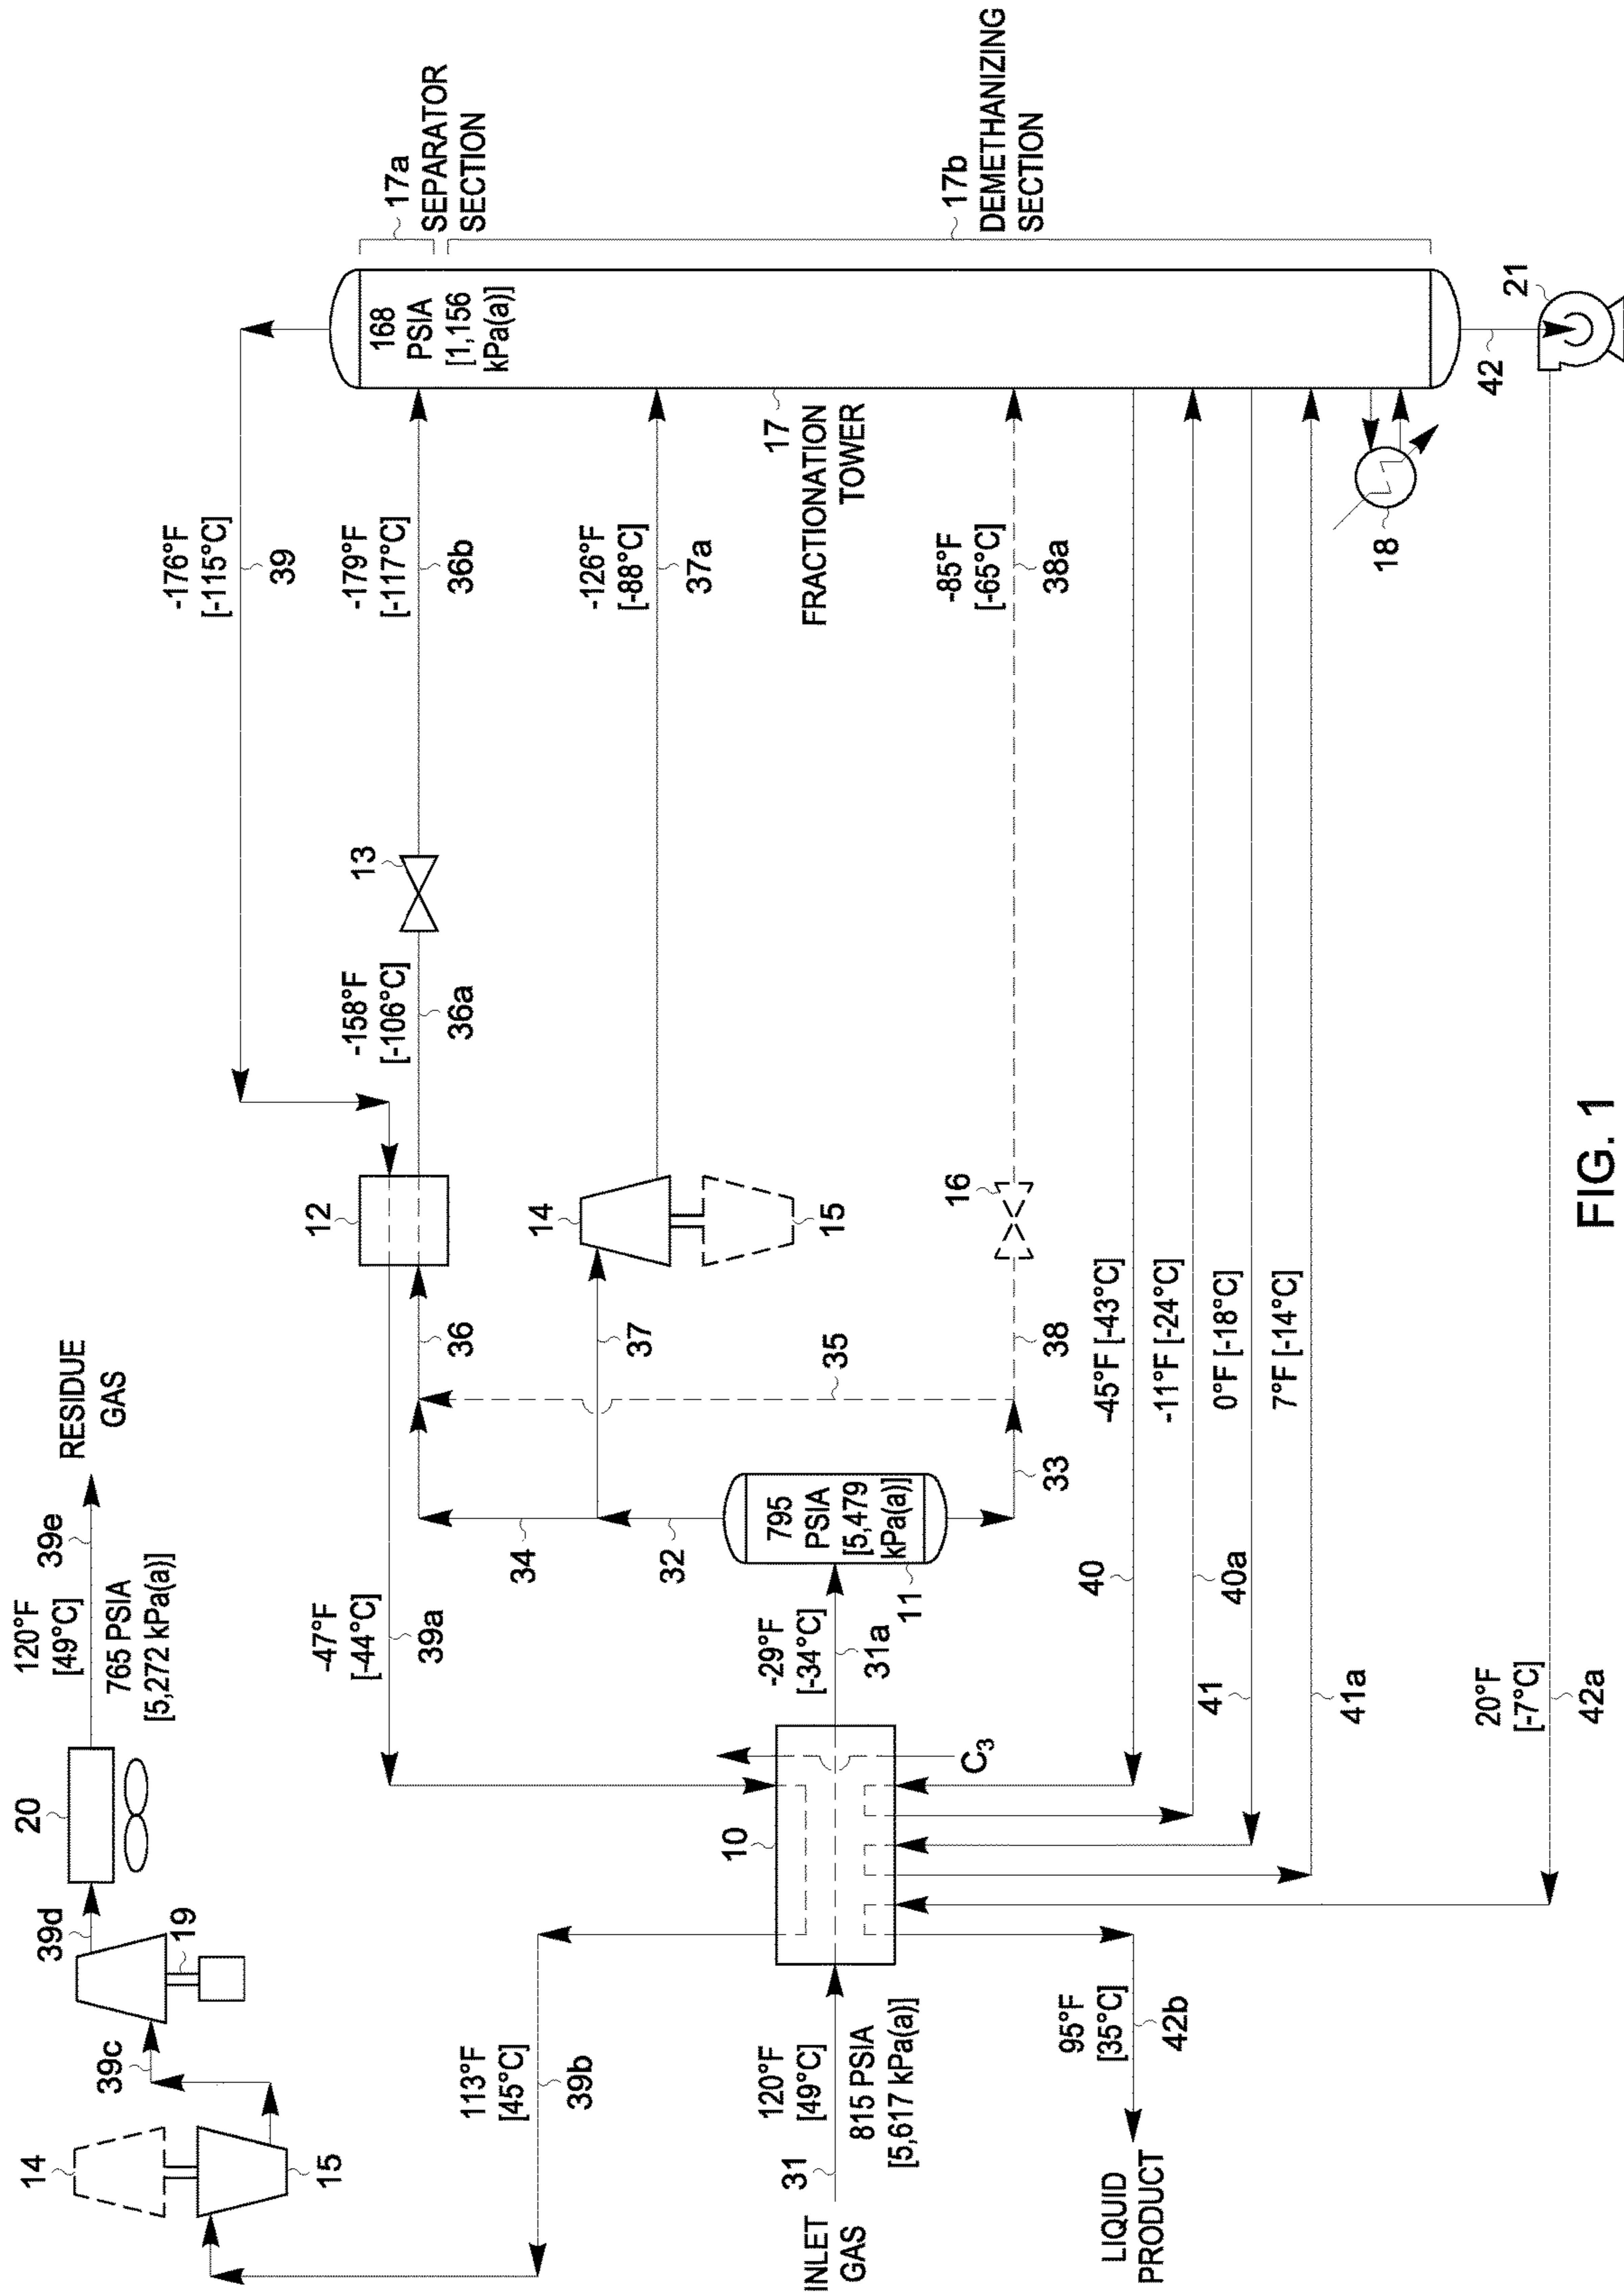 FIG. 1
RESIDUE
GAS
39e
120°F
[49°C]
765 PSIA
[5,272 kPa(a)]
20
39d
19
39c
14
15
113°F
[45°C]
39b
INLET
GAS
31
120°F
[49°C]
815 PSIA
[5,617 kPa(a)]
10
C3
LIQUID
PRODUCT
95°F
[35°C]
42b
-29°F
[-34°C]
31a
11
795
PSIA
[5,479
kPa(a)]
32
33
34
35
36
37
38
-47°F
[-44°C]
39a
12
14
15
16
-158°F
[-106°C]
36a
13
-176°F
[-115°C]
39
-179°F
[-117°C]
36b
-126°F
[-88°C]
37a
-85°F
[-65°C]
38a
17
FRACTIONATION
TOWER
168
PSIA
[1,156
kPa(a)]
17a
SEPARATOR
SECTION
17b
DEMETHANIZING
SECTION
40
-45°F [-43°C]
40a
-11°F [-24°C]
41
0°F [-18°C]
41a
7°F [-14°C]
18
42
21
20°F
[-7°C]
42a